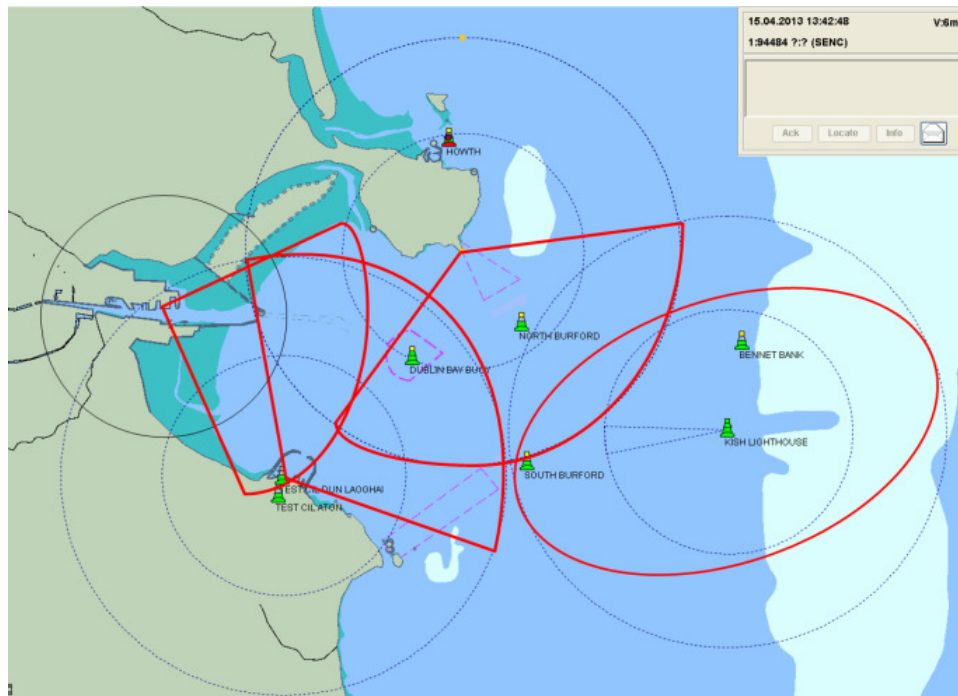 15.04.2013 13:42:48 V:6m
1:94484 ?:? (SENC)
Ack Locate Info
HOWTH
NORTH BURFORD
DUBLIN BAY BUOY
BENNET BANK
KISH LIGHTHOUSE
SOUTH BURFORD
TEST CIL DUN LAOGHAI
TEST CIL ATON